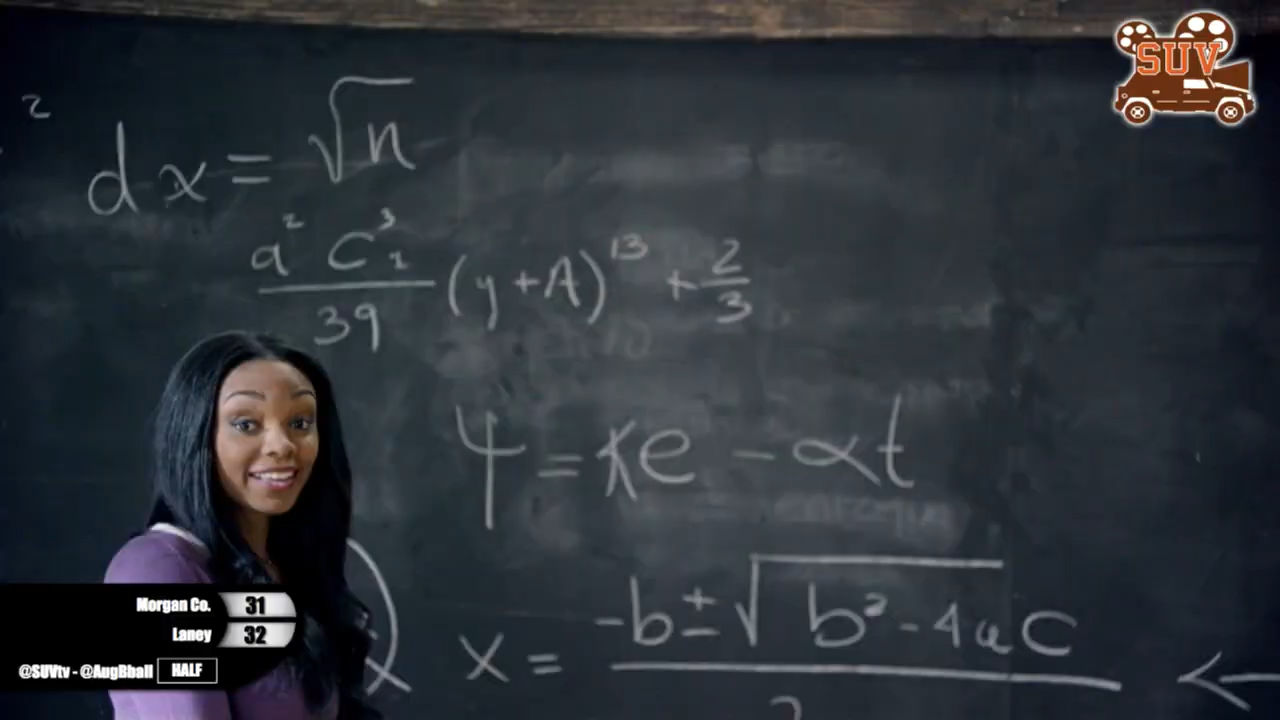 SUV
2
dx = √n
a² C³₂ / 39 (y + A)¹³ + 2/3
Ψ = Ke - αt
x = -b ± √b² - 4ac / 2
Morgan Co. 31
Laney 32
@SUVtv - @AugBball HALF